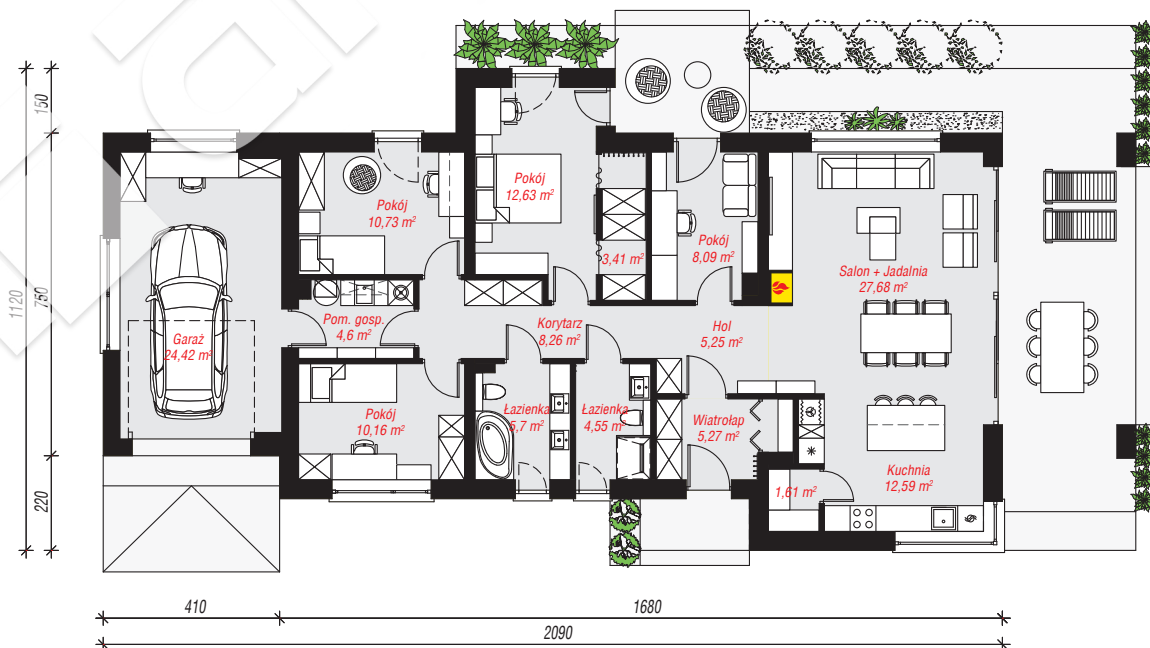 150
1120
750
220
Pokój
12,63 m²
Pokój
10,73 m²
3,41 m²
Pokój
8,09 m²
Salon + Jadalnia
27,68 m²
Garaż
24,42 m²
Pom. gosp.
4,6 m²
Korytarz
8,26 m²
Hol
5,25 m²
Pokój
10,16 m²
Łazienka
5,7 m²
Łazienka
4,55 m²
Wiatrołap
5,27 m²
Kuchnia
12,59 m²
1,61 m²
410
1680
2090